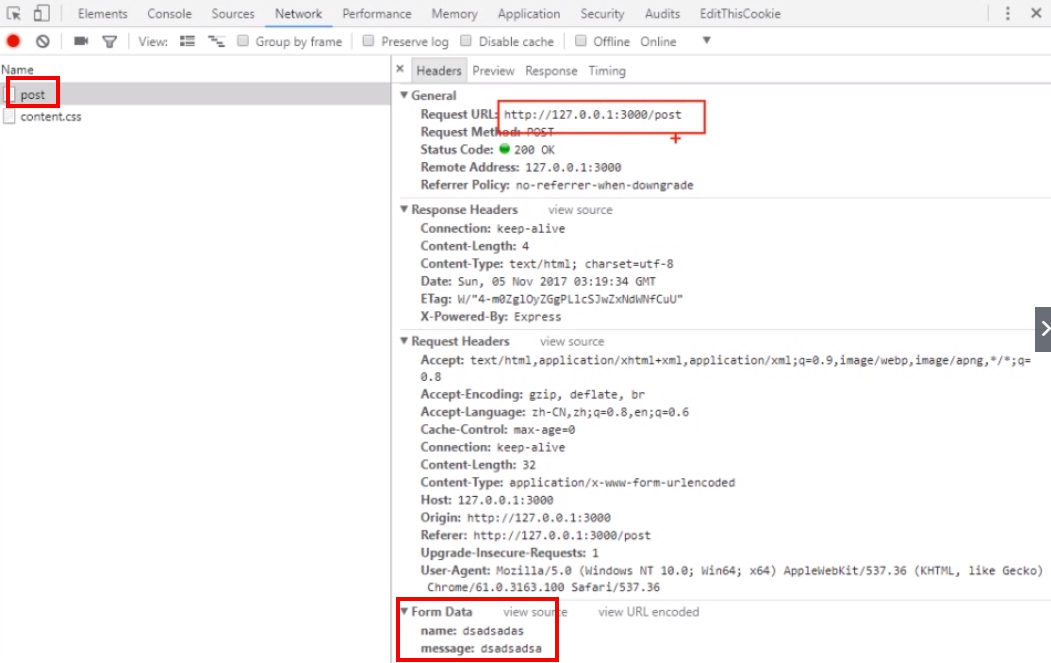 Elements Console Sources Network Performance Memory Application Security Audits EditThisCookie
View: Group by frame Preserve log Disable cache Offline Online
Name
post
content.css
Headers Preview Response Timing
General
Request URL: http://127.0.0.1:3000/post
Request Method: POST
Status Code: 200 OK
Remote Address: 127.0.0.1:3000
Referrer Policy: no-referrer-when-downgrade
Response Headers view source
Connection: keep-alive
Content-Length: 4
Content-Type: text/html; charset=utf-8
Date: Sun, 05 Nov 2017 03:19:34 GMT
ETag: W/"4-m0ZglOyZGgPLlcSJwZxNdWNfCuU"
X-Powered-By: Express
Request Headers view source
Accept: text/html,application/xhtml+xml,application/xml;q=0.9,image/webp,image/apng,*/*;q=
0.8
Accept-Encoding: gzip, deflate, br
Accept-Language: zh-CN,zh;q=0.8,en;q=0.6
Cache-Control: max-age=0
Connection: keep-alive
Content-Length: 32
Content-Type: application/x-www-form-urlencoded
Host: 127.0.0.1:3000
Origin: http://127.0.0.1:3000
Referer: http://127.0.0.1:3000/post
Upgrade-Insecure-Requests: 1
User-Agent: Mozilla/5.0 (Windows NT 10.0; Win64; x64) AppleWebKit/537.36 (KHTML, like Gecko)
Chrome/61.0.3163.100 Safari/537.36
Form Data view source view URL encoded
name: dsadsadas
message: dsadsadsa